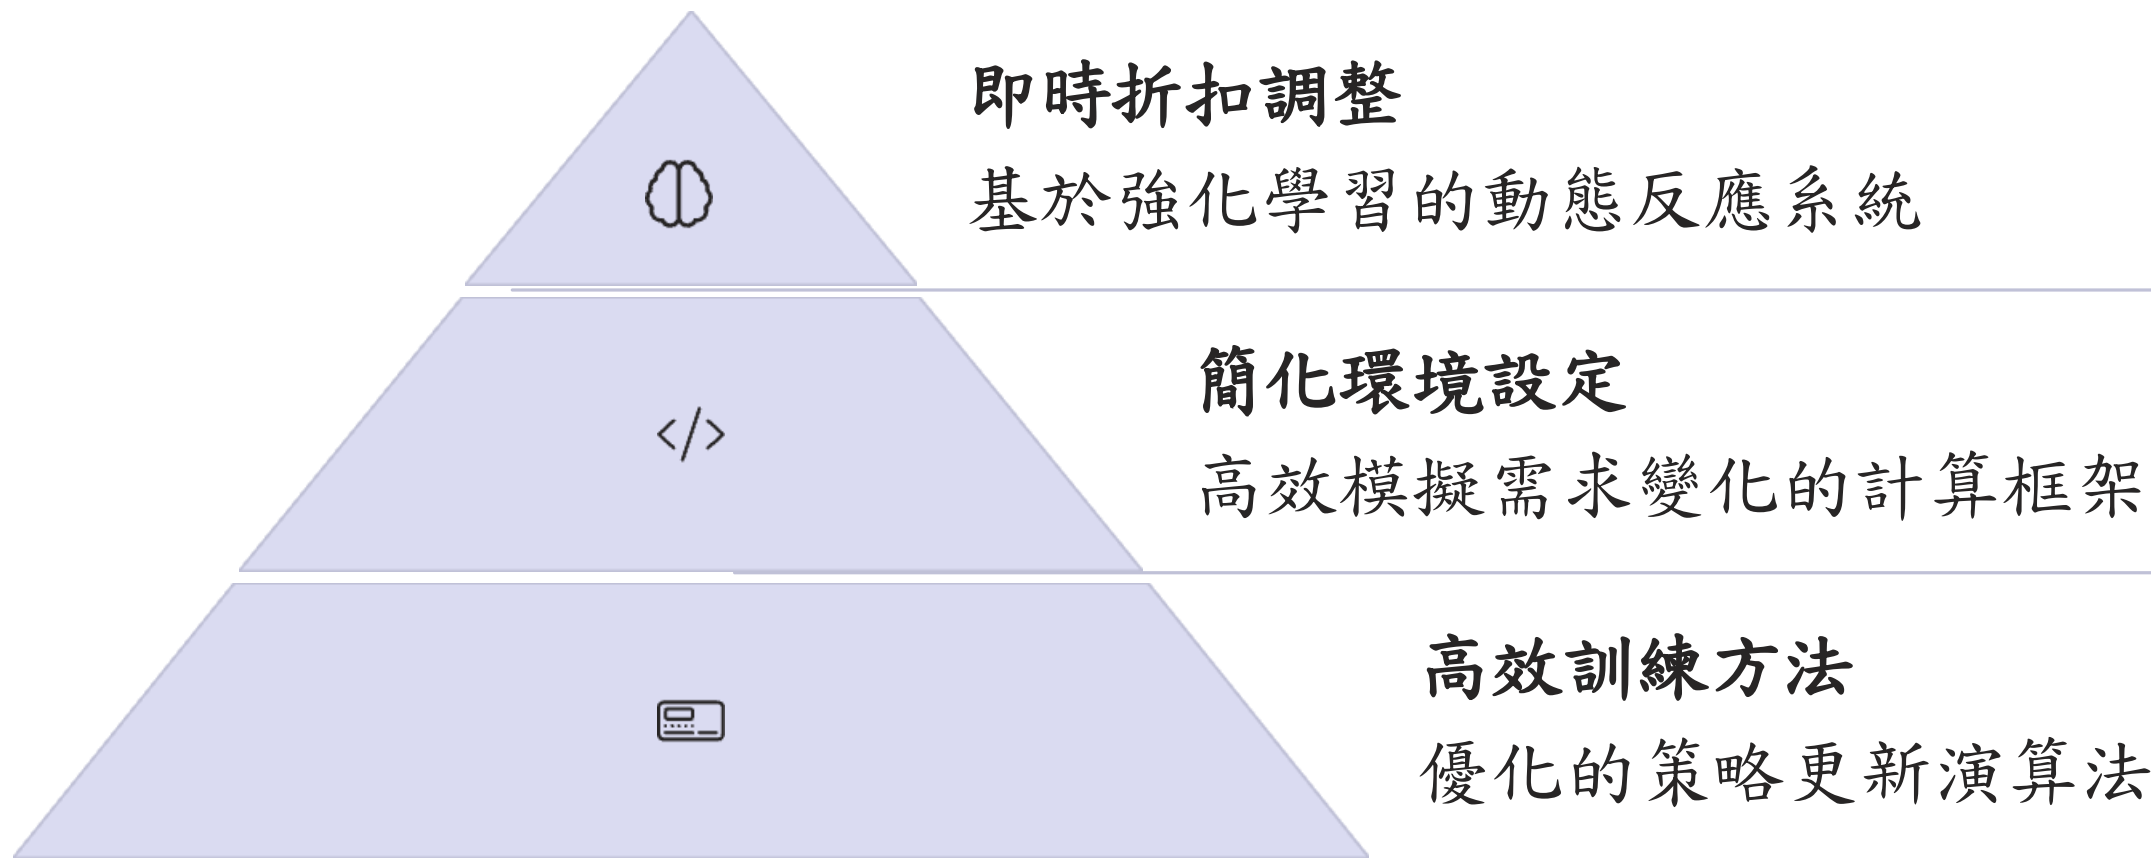 即時折扣調整
基於強化學習的動態反應系統
簡化環境設定
高效模擬需求變化的計算框架
高效訓練方法
優化的策略更新演算法